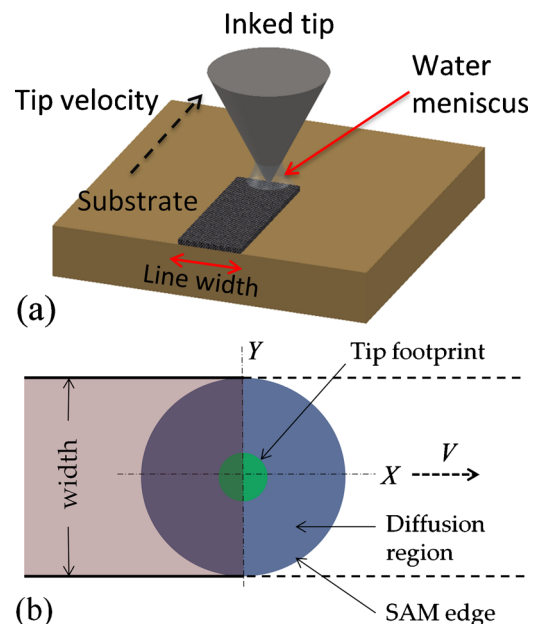 Inked tip
Water
meniscus
Tip velocity
Substrate
Line width
(a)
Y
Tip footprint
width
X
V
Diffusion
region
SAM edge
(b)